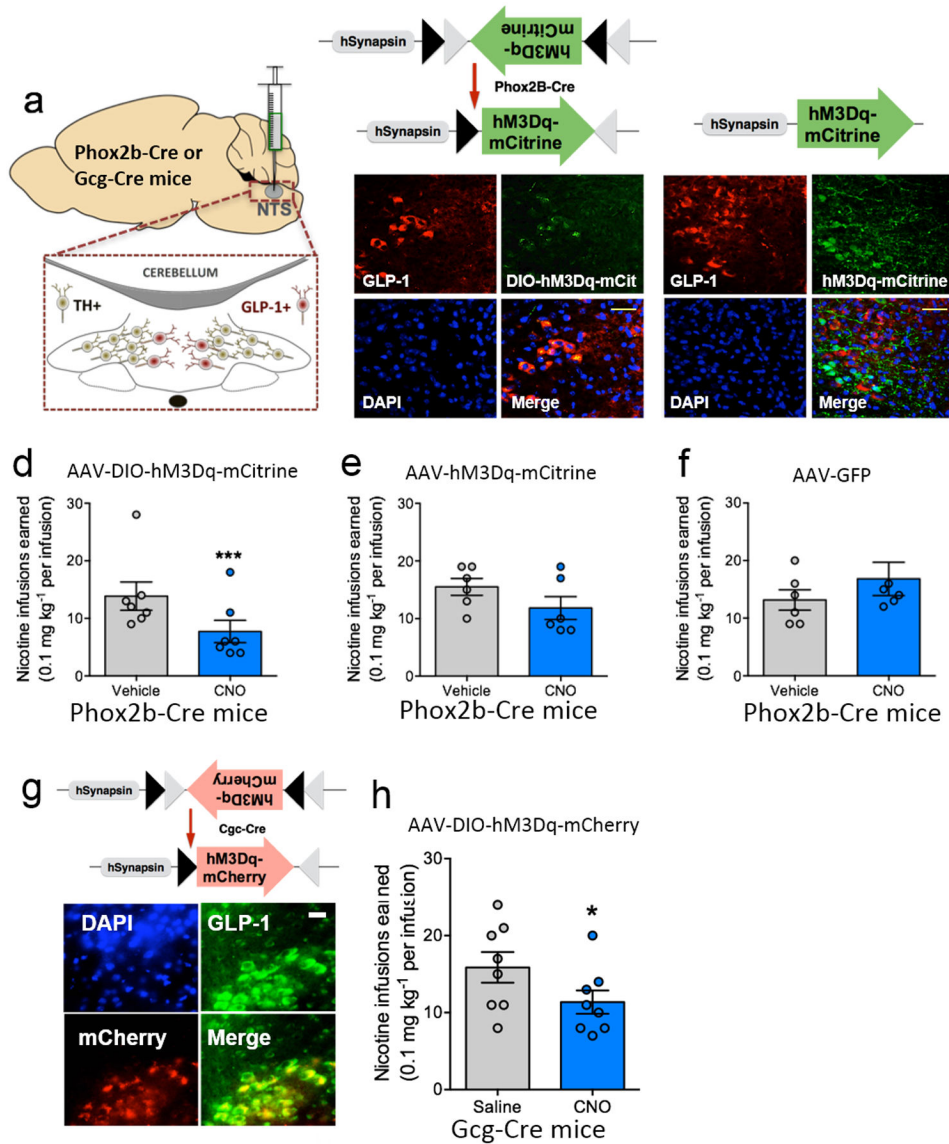 a
Phox2b-Cre or
Gcg-Cre mice
NTS
CEREBELLUM
TH+
GLP-1+
hSynapsin
hM3Dq-
mCitrine
Phox2B-Cre
hSynapsin
hM3Dq-
mCitrine
GLP-1
DIO-hM3Dq-mCit
DAPI
Merge
hSynapsin
hM3Dq-
mCitrine
GLP-1
hM3Dq-mCitrine
DAPI
Merge
d
AAV-DIO-hM3Dq-mCitrine
Nicotine infusions earned
(0.1 mg kg⁻¹ per infusion)
30
20
10
0
***
Vehicle
CNO
Phox2b-Cre mice
e
AAV-hM3Dq-mCitrine
Nicotine infusions earned
(0.1 mg kg⁻¹ per infusion)
30
20
10
0
Vehicle
CNO
Phox2b-Cre mice
f
AAV-GFP
Nicotine infusions earned
(0.1 mg kg⁻¹ per infusion)
30
20
10
0
Vehicle
CNO
Phox2b-Cre mice
g
hSynapsin
hM3Dq-
mCherry
Cgc-Cre
hSynapsin
hM3Dq-
mCherry
DAPI
GLP-1
mCherry
Merge
h
AAV-DIO-hM3Dq-mCherry
Nicotine infusions earned
(0.1 mg kg⁻¹ per infusion)
30
20
10
0
*
Saline
CNO
Gcg-Cre mice